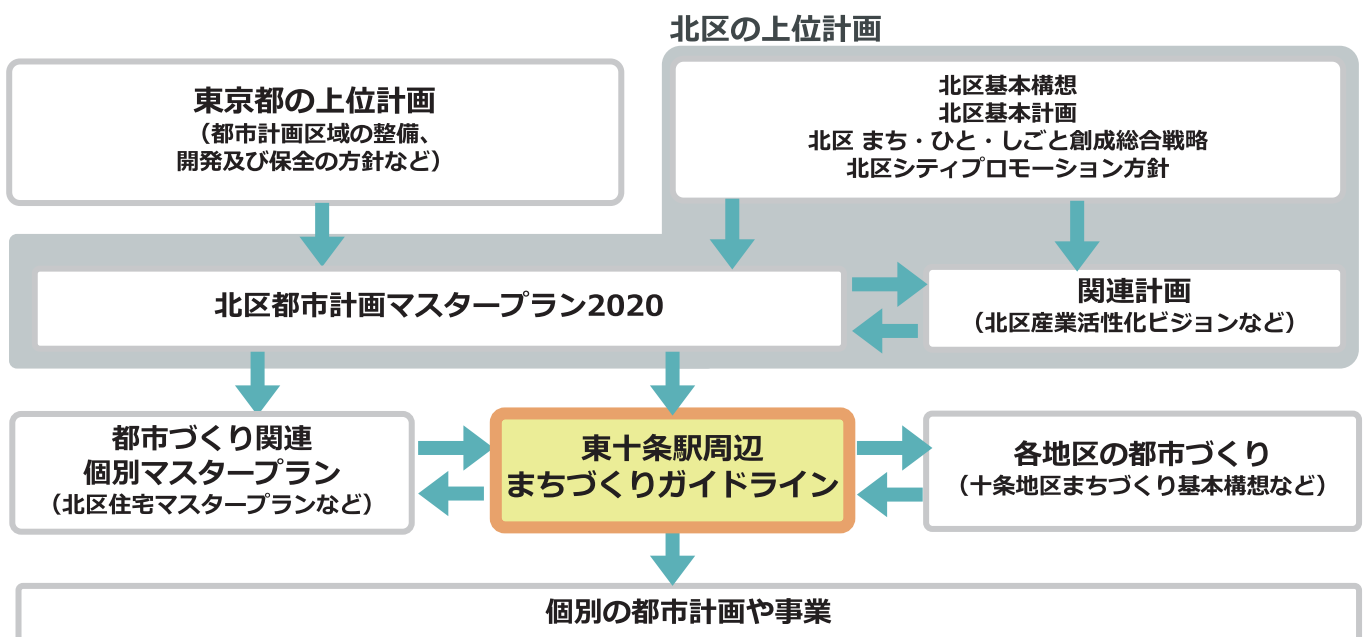 北区の上位計画
東京都の上位計画
（都市計画区域の整備、
開発及び保全の方針など）
北区基本構想
北区基本計画
北区 まち・ひと・しごと創成総合戦略
北区シティプロモーション方針
北区都市計画マスタープラン2020
関連計画
（北区産業活性化ビジョンなど）
都市づくり関連
個別マスタープラン
（北区住宅マスタープランなど）
東十条駅周辺
まちづくりガイドライン
各地区の都市づくり
（十条地区まちづくり基本構想など）
個別の都市計画や事業